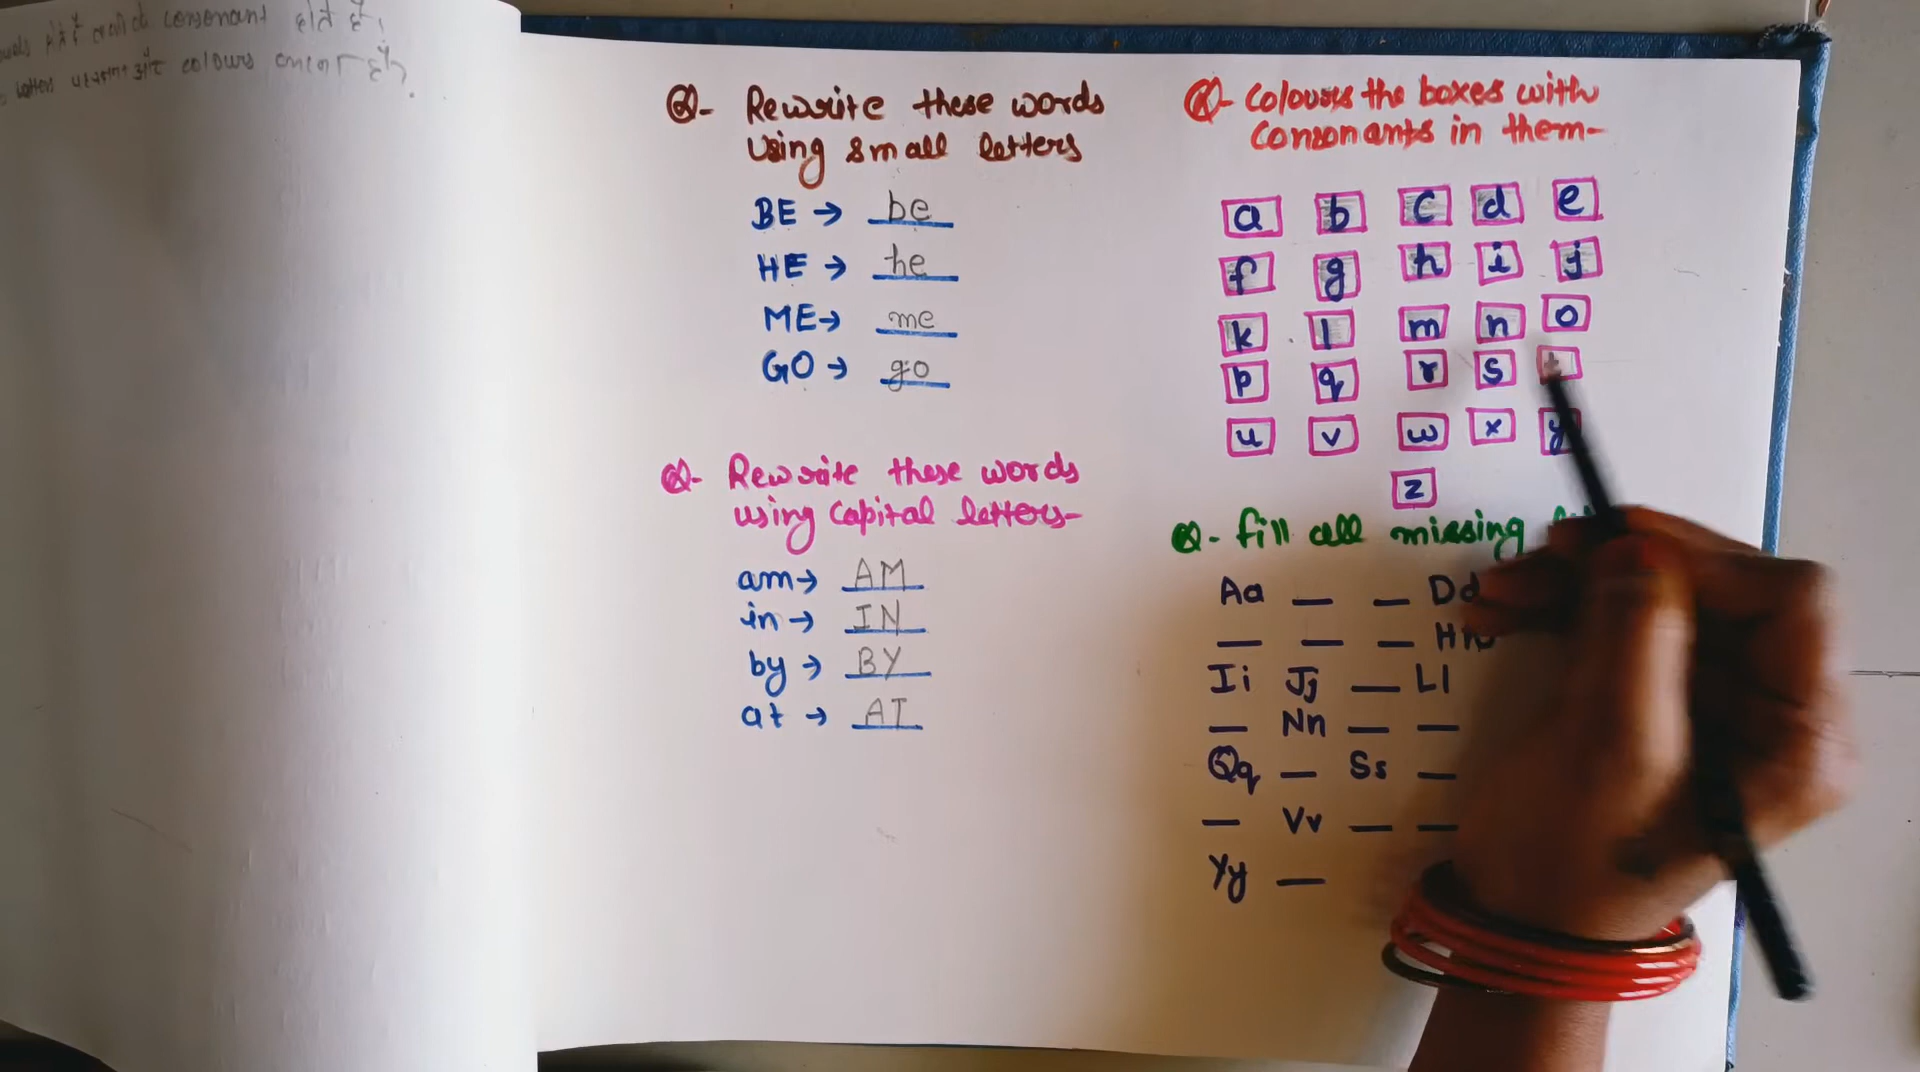 consonant होते हैं।
colours करना है।
Q- Rewrite these words
using small letters
BE → be
HE → he
ME → me
GO → go
Q- Rewrite these words
using capital letters-
am → AM
in → IN
by → BY
at → AT
Q- Colours the boxes with
consonants in them-
a b c d e
f g h i j
k l m n o
p q r s t
u v w x y
z
Q- fill all missing
Aa _ _ Dd
_ _ _ Hh
Ii Jj _ Ll
_ Nn _ _
Qq _ Ss _
_ Vv _ _
Yy _